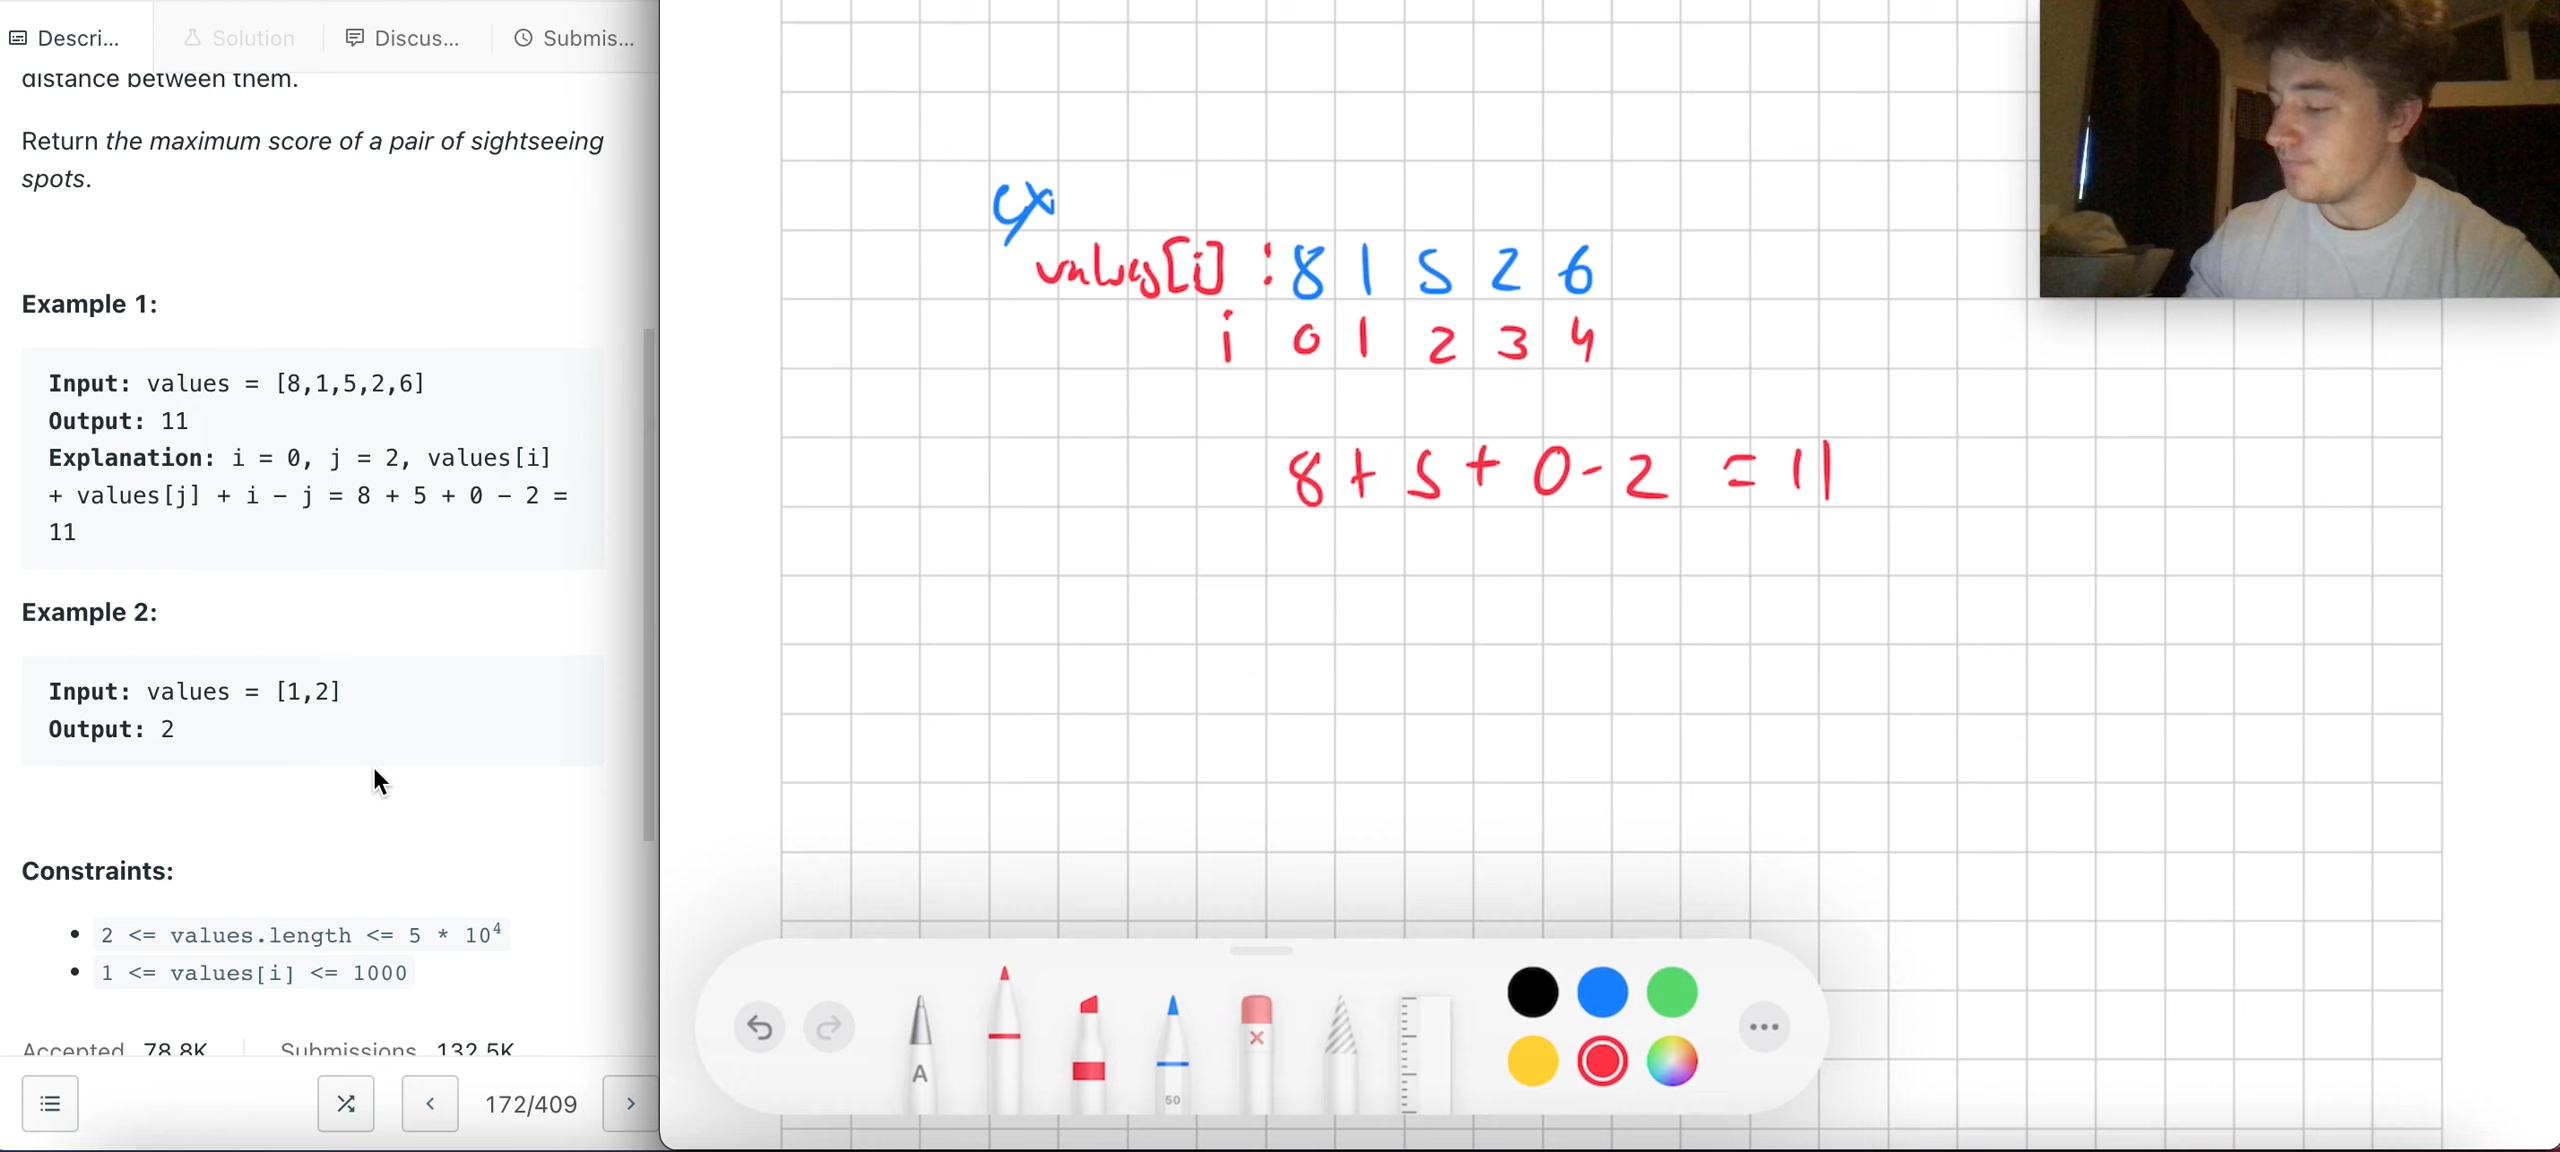 Descri...
Solution
Discus...
Submis...
distance between them.
Return the maximum score of a pair of sightseeing
spots.
Example 1:
Input: values = [8,1,5,2,6]
Output: 11
Explanation: i = 0, j = 2, values[i]
+ values[j] + i − j = 8 + 5 + 0 − 2 =
11
Example 2:
Input: values = [1,2]
Output: 2
Constraints:
2 <= values.length <= 5 * 10⁴
1 <= values[i] <= 1000
Accepted 78.8K Submissions 132.5K
172/409
ex
values[i] : 8 1 5 2 6
i 0 1 2 3 4
8 + 5 + 0 - 2 = 11
A
50